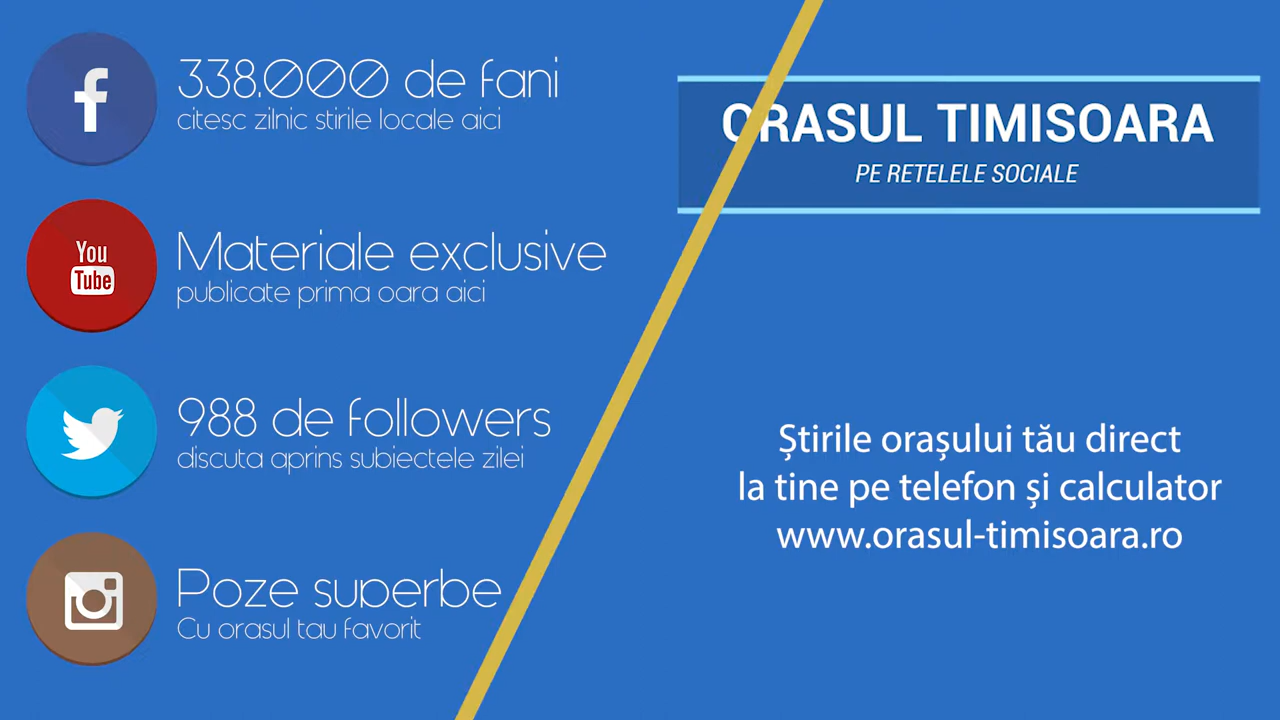 338.000 de fani
citesc zilnic stirile locale aici
You
Tube
Materiale exclusive
publicate prima oara aici
988 de followers
discuta aprins subiectele zilei
Poze superbe
Cu orasul tau favorit
ORASUL TIMISOARA
PE RETELELE SOCIALE
Știrile orașului tău direct
la tine pe telefon și calculator
www.orasul-timisoara.ro